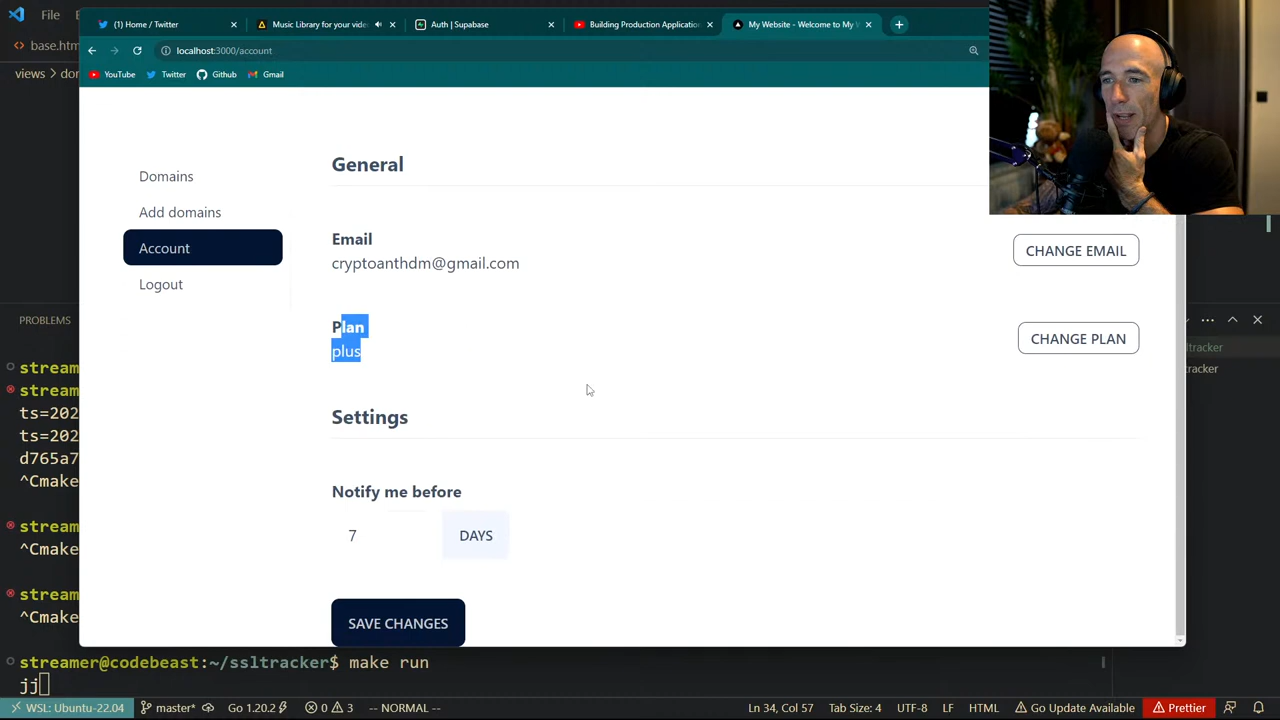 File
Edit
(1) Home / Twitter
Music Library for your vide
Auth | Supabase
Building Production Application
My Website - Welcome to My
base.htm
localhost:3000/account
views > do
YouTube
Twitter
Github
Gmail
General
Domains
Add domains
Account
Logout
Email
cryptoanthdm@gmail.com
CHANGE EMAIL
Plan
plus
CHANGE PLAN
PROBLEMS
ssltracker
Settings
Notify me before
7
DAYS
SAVE CHANGES
stream
stream
ts=202
ts=202
d765a7
^Cmake
stream
^Cmake
stream
^Cmake
streamer@codebeast:~/ssltracker$ make run
jj
WSL: Ubuntu-22.04
master*
Go 1.20.2
0
3
-- NORMAL --
Ln 34, Col 57
Tab Size: 4
UTF-8
LF
HTML
Go Update Available
Prettier